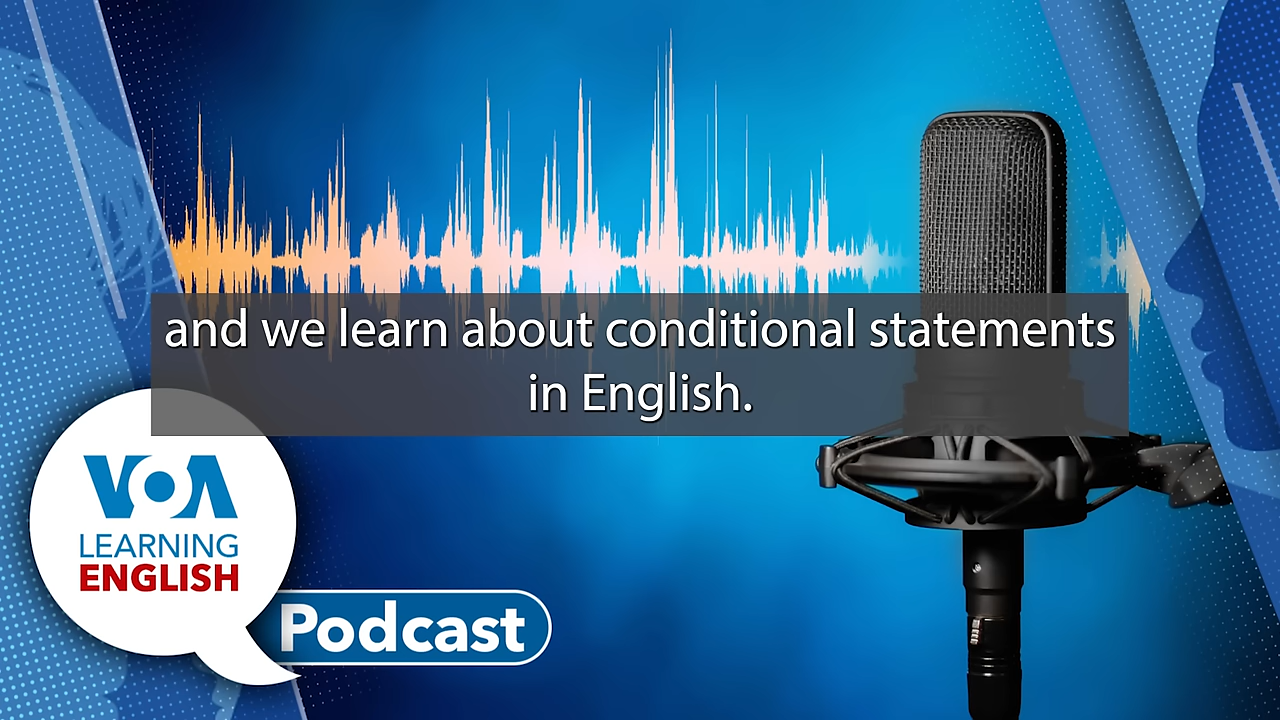 and we learn about conditional statements
in English.
VOA
LEARNING
ENGLISH
Podcast